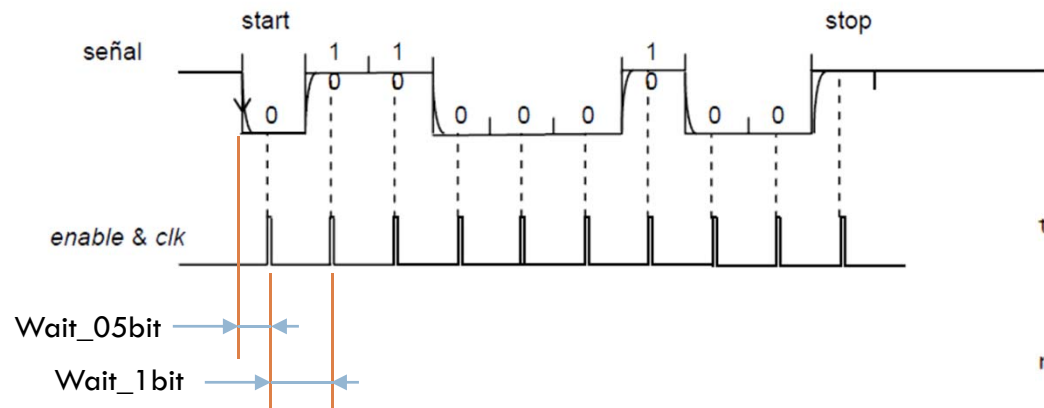 start stop
señal 1 1 1
0 0 0
0 0 0 0 0 0
enable & clk
t
Wait_05bit
r
Wait_1bit